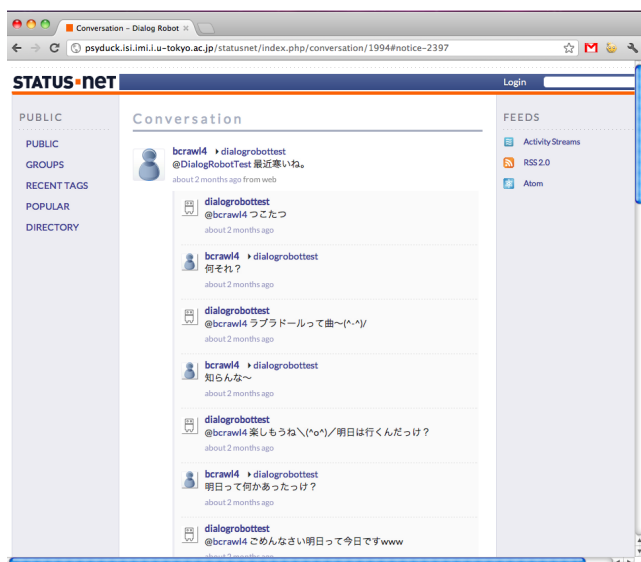 Conversation – Dialog Robot
psyduck.isi.imi.i.u-tokyo.ac.jp/statusnet/index.php/conversation/1994#notice-2397
STATUS net
Login
PUBLIC
PUBLIC
GROUPS
RECENT TAGS
POPULAR
DIRECTORY
Conversation
bcrawl4 ▸ dialogrobottest
@DialogRobotTest 最近寒いね。
about 2 months ago from web
dialogrobottest
@bcrawl4 つこたつ
about 2 months ago
bcrawl4 ▸ dialogrobottest
何それ？
about 2 months ago
dialogrobottest
@bcrawl4 ラブラドールって曲〜(^-^)/
about 2 months ago
bcrawl4 ▸ dialogrobottest
知らんな〜
about 2 months ago
dialogrobottest
@bcrawl4 楽しもうね＼(^o^)／明日は行くんだっけ？
about 2 months ago
bcrawl4 ▸ dialogrobottest
明日って何かあったっけ？
about 2 months ago
dialogrobottest
@bcrawl4 ごめんなさい明日って今日ですwww
about 2 months ago
FEEDS
Activity Streams
RSS 2.0
Atom